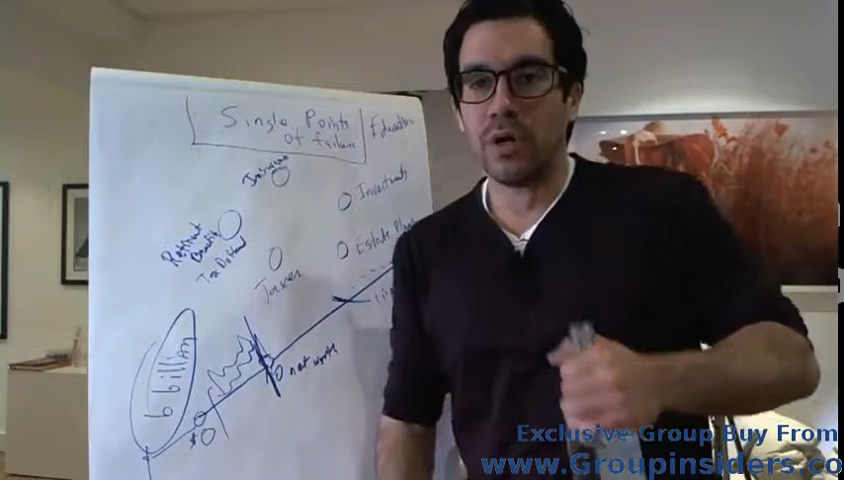 Single Points
of failure
Education
Insurance
Investments
Retirement
Benefits
Tax Deferred
Estate Plan
Taxes
6 billion
0 net worth
Exclusive Group Buy From
www.Groupinsiders.co